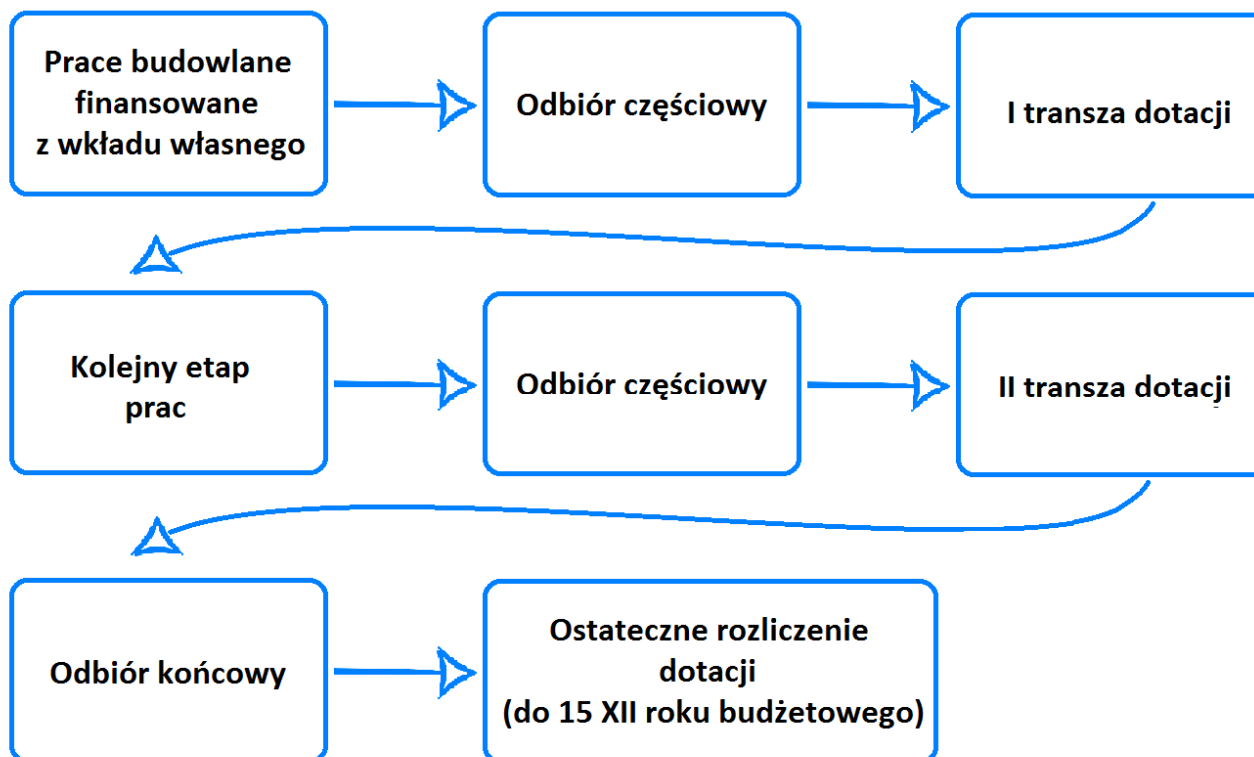 Prace budowlane
finansowane
z wkładu własnego
Odbiór częściowy
I transza dotacji
Kolejny etap
prac
Odbiór częściowy
II transza dotacji
Odbiór końcowy
Ostateczne rozliczenie
dotacji
(do 15 XII roku budżetowego)